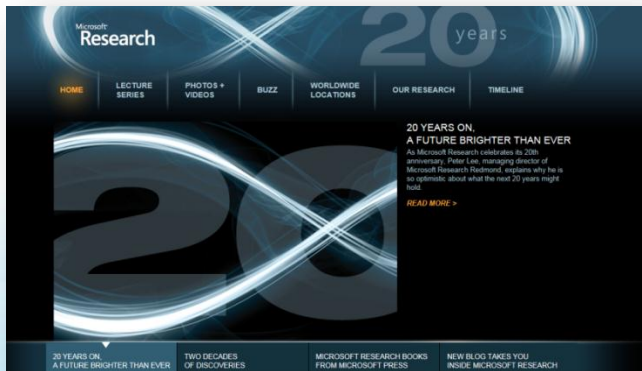 Microsoft
Research
20 years
HOME
LECTURE
SERIES
PHOTOS +
VIDEOS
BUZZ
WORLDWIDE
LOCATIONS
OUR RESEARCH
TIMELINE
20
20 YEARS ON,
A FUTURE BRIGHTER THAN EVER
As Microsoft Research celebrates its 20th
anniversary, Peter Lee, managing director of
Microsoft Research Redmond, explains why he is
so optimistic about what the next 20 years might
hold.
READ MORE >
20 YEARS ON,
A FUTURE BRIGHTER THAN EVER
TWO DECADES
OF DISCOVERIES
MICROSOFT RESEARCH BOOKS
FROM MICROSOFT PRESS
NEW BLOG TAKES YOU
INSIDE MICROSOFT RESEARCH